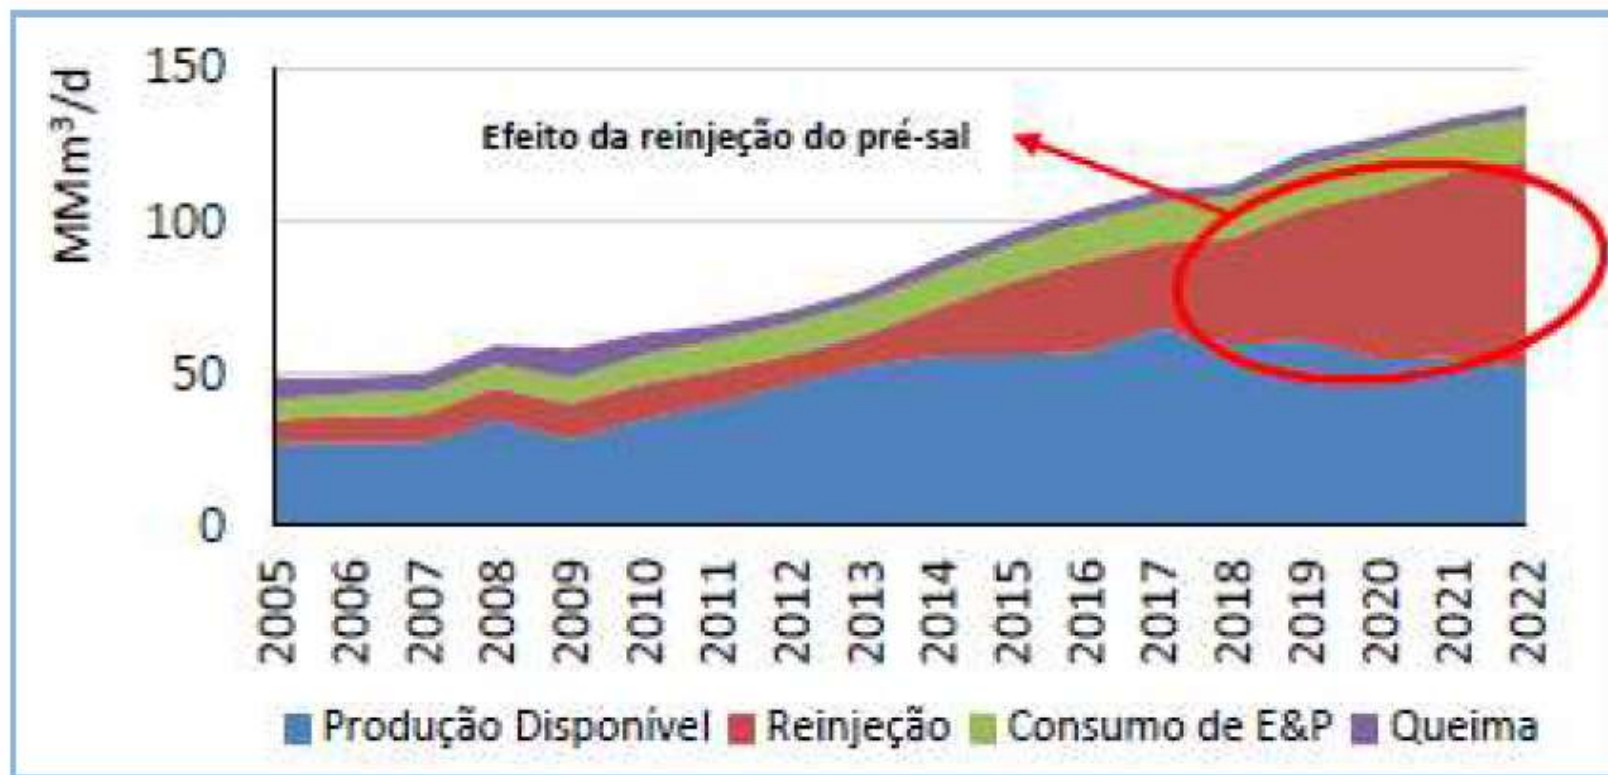 MMm³/d
150
100
50
0
Efeito da reinjeção do pré-sal
2005 2006 2007 2008 2009 2010 2011 2012 2013 2014 2015 2016 2017 2018 2019 2020 2021 2022
Produção Disponível Reinjeção Consumo de E&P Queima